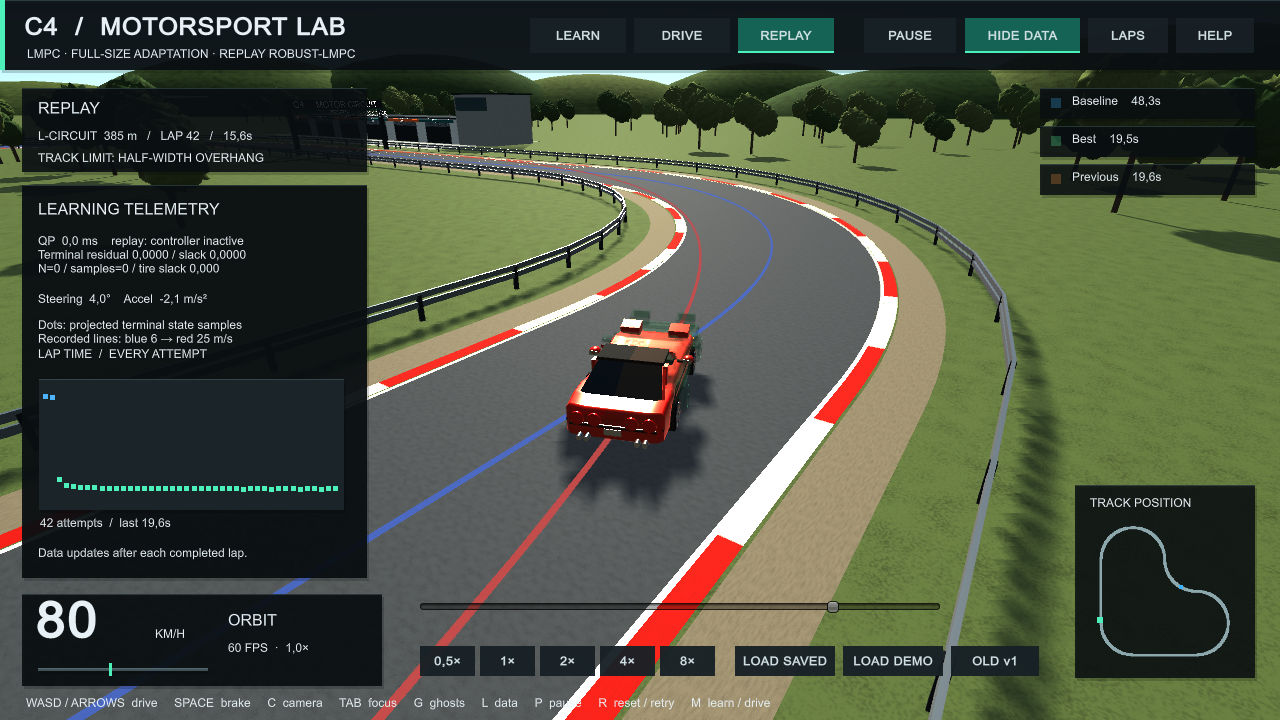 C4 / MOTORSPORT LAB
LMPC · FULL-SIZE ADAPTATION · REPLAY ROBUST-LMPC
LEARN DRIVE REPLAY PAUSE HIDE DATA LAPS HELP
REPLAY
L-CIRCUIT 385 m / LAP 42 / 15,6s
TRACK LIMIT: HALF-WIDTH OVERHANG
C4 MOTOR CIRCUIT
Baseline 48,3s
Best 19,5s
Previous 19,6s
LEARNING TELEMETRY
QP 0,0 ms replay: controller inactive
Terminal residual 0,0000 / slack 0,0000
N=0 / samples=0 / tire slack 0,000
Steering 4,0° Accel -2,1 m/s²
Dots: projected terminal state samples
Recorded lines: blue 6 → red 25 m/s
LAP TIME / EVERY ATTEMPT
42 attempts / last 19,6s
Data updates after each completed lap.
TRACK POSITION
80 KM/H
ORBIT
60 FPS · 1,0×
0,5× 1× 2× 4× 8× LOAD SAVED LOAD DEMO OLD v1
WASD / ARROWS drive SPACE brake C camera TAB focus G ghosts L data P pause R reset / retry M learn / drive